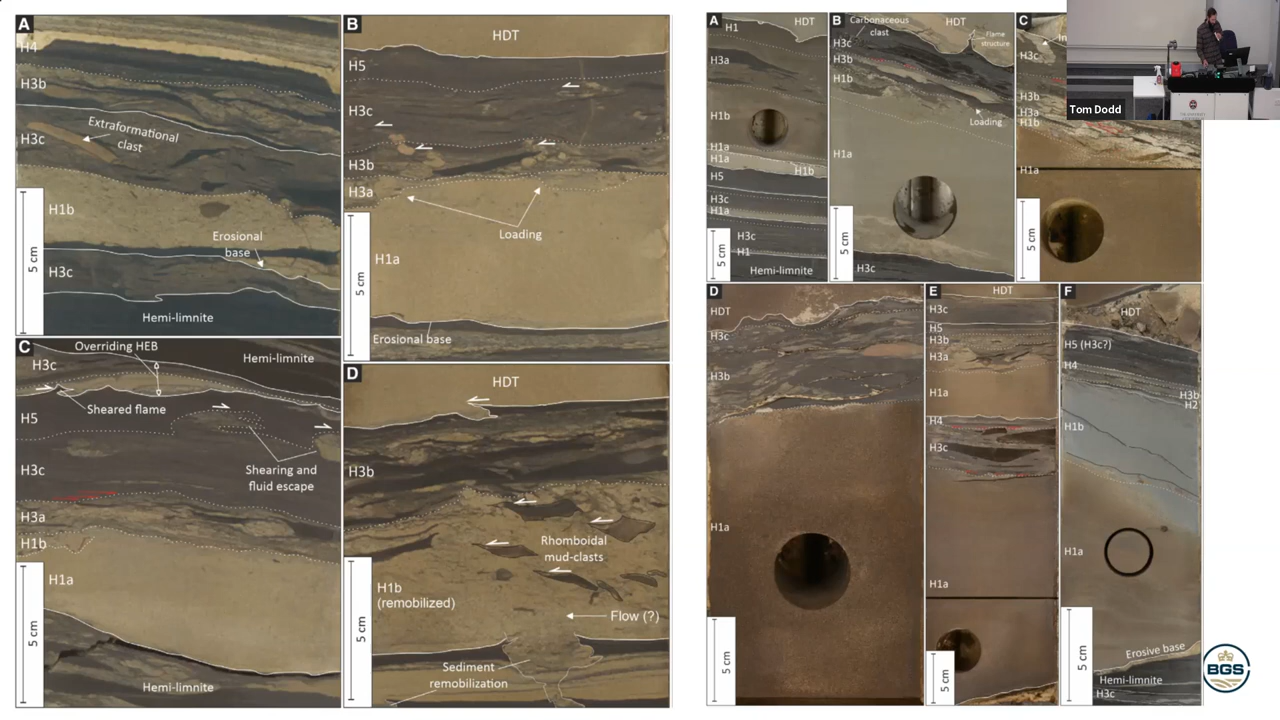 A
H4
H3b
Extraformational
clast
H3c
H1b
Erosional
base
H3c
5 cm
Hemi-limnite
B
HDT
H5
H3c
H3b
H3a
Loading
H1a
5 cm
Erosional base
C
Overriding HEB
Hemi-limnite
H3c
Sheared flame
H5
Shearing and
fluid escape
H3c
H3a
H1b
H1a
5 cm
Hemi-limnite
D
HDT
H3b
Rhomboidal
mud-clasts
H1b
(remobilized)
Flow (?)
5 cm
Sediment
remobilization
A
HDT
H1
H3a
H1b
H1a
H1a
H1b
H5
H3c
H1a
H3c
H1
5 cm
Hemi-limnite
B
Carbonaceous
clast
HDT
Flame
structure
H3c
H3b
H1b
Loading
H1a
5 cm
H3c
C
H3c
H3b
H3a
H1b
H1a
5 cm
Tom Dodd
D
HDT
H3c
H3b
H1a
5 cm
E
HDT
H3c
H5
H3b
H3a
H1a
H4
H3c
H1a
5 cm
F
HDT
H5 (H3c?)
H4
H3b
H2
H1b
H1a
5 cm
Erosive base
Hemi-limnite
H3c
BGS